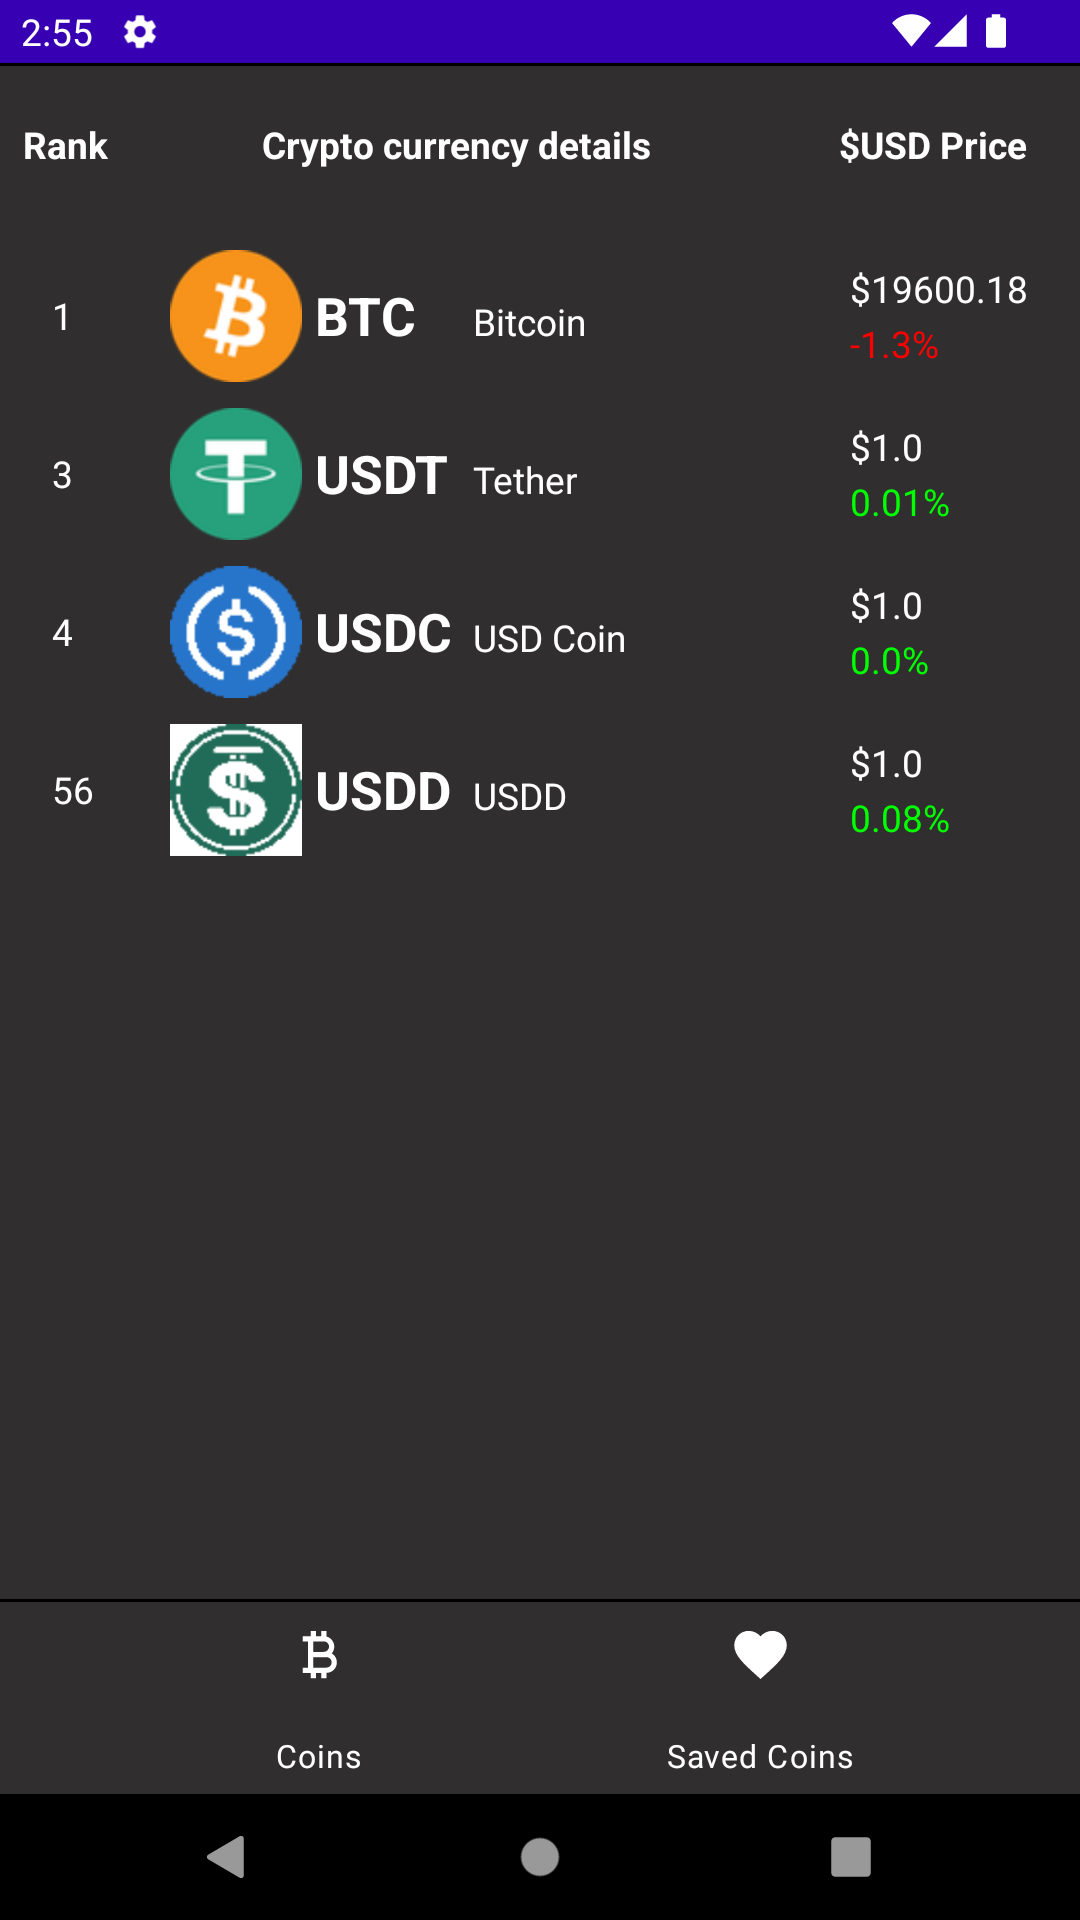 2:55
Rank Crypto currency details $USD Price
1 BTC Bitcoin $19600.18
-1.3%
3 USDT Tether $1.0
0.01%
4 USDC USD Coin $1.0
0.0%
56 USDD USDD $1.0
0.08%
Coins Saved Coins